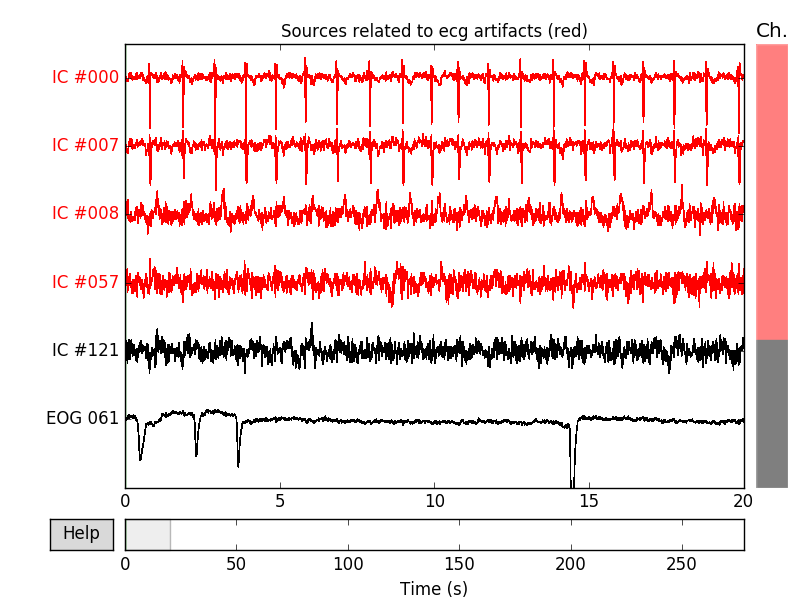 Sources related to ecg artifacts (red)
Ch.
IC #000
IC #007
IC #008
IC #057
IC #121
EOG 061
0 5 10 15 20
Help
0 50 100 150 200 250
Time (s)